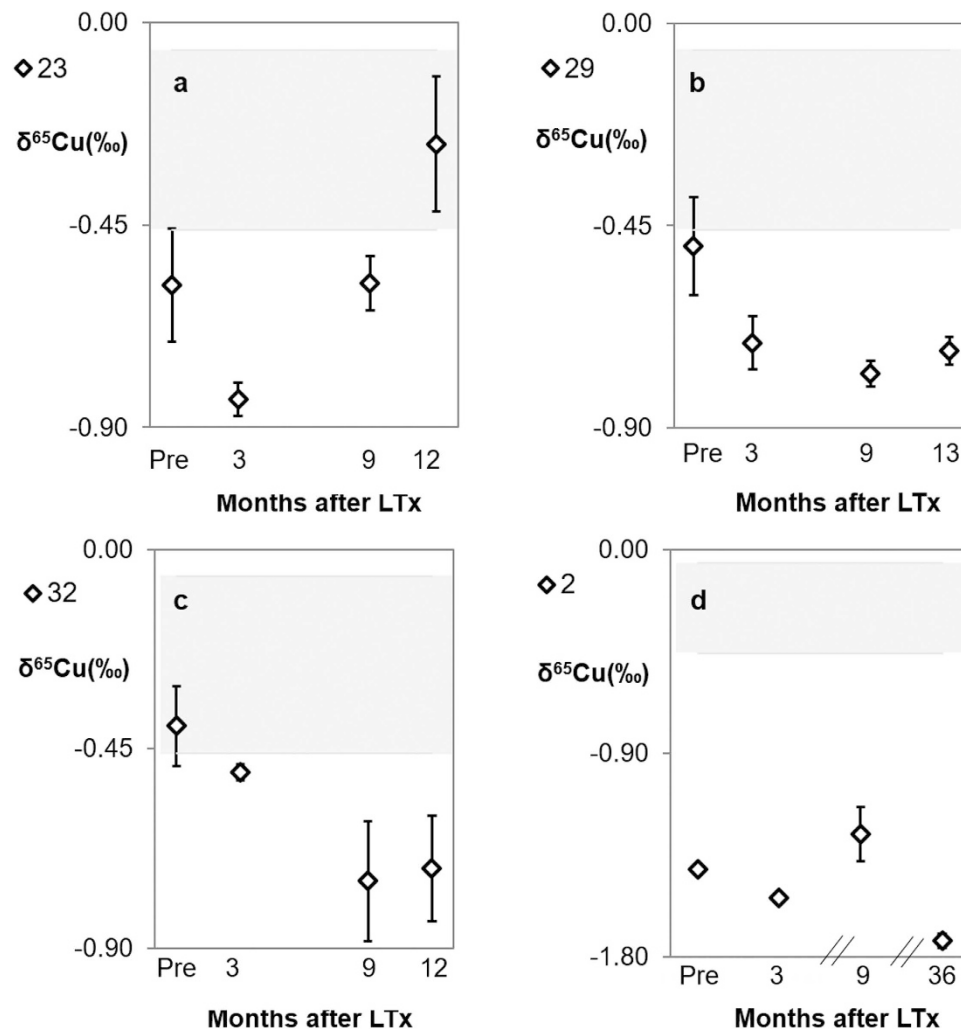 0.00
◇ 23
a
δ⁶⁵Cu(‰)
-0.45
-0.90
Pre 3 9 12
Months after LTx
0.00
◇ 29
b
δ⁶⁵Cu(‰)
-0.45
-0.90
Pre 3 9 13
Months after LTx
0.00
◇ 32
c
δ⁶⁵Cu(‰)
-0.45
-0.90
Pre 3 9 12
Months after LTx
0.00
◇ 2
d
δ⁶⁵Cu(‰)
-0.90
-1.80
Pre 3 9 36
Months after LTx